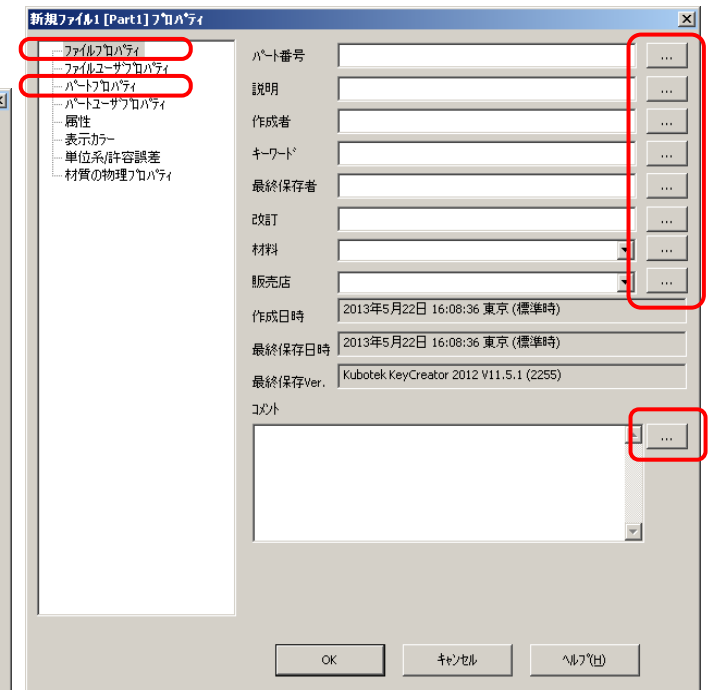 新規ファイル1 [Part1] プロパティ
ファイルプロパティ
ファイルユーザプロパティ
パートプロパティ
パートユーザプロパティ
属性
表示カラー
単位系/許容誤差
材質の物理プロパティ
パート番号 ...
説明 ...
作成者 ...
キーワード ...
最終保存者 ...
改訂 ...
材料 ...
販売店 ...
作成日時 2013年5月22日 16:08:36 東京 (標準時)
最終保存日時 2013年5月22日 16:08:36 東京 (標準時)
最終保存Ver. Kubotek KeyCreator 2012 V11.5.1 (2255)
コメント
...
OK キャンセル ヘルプ(H)